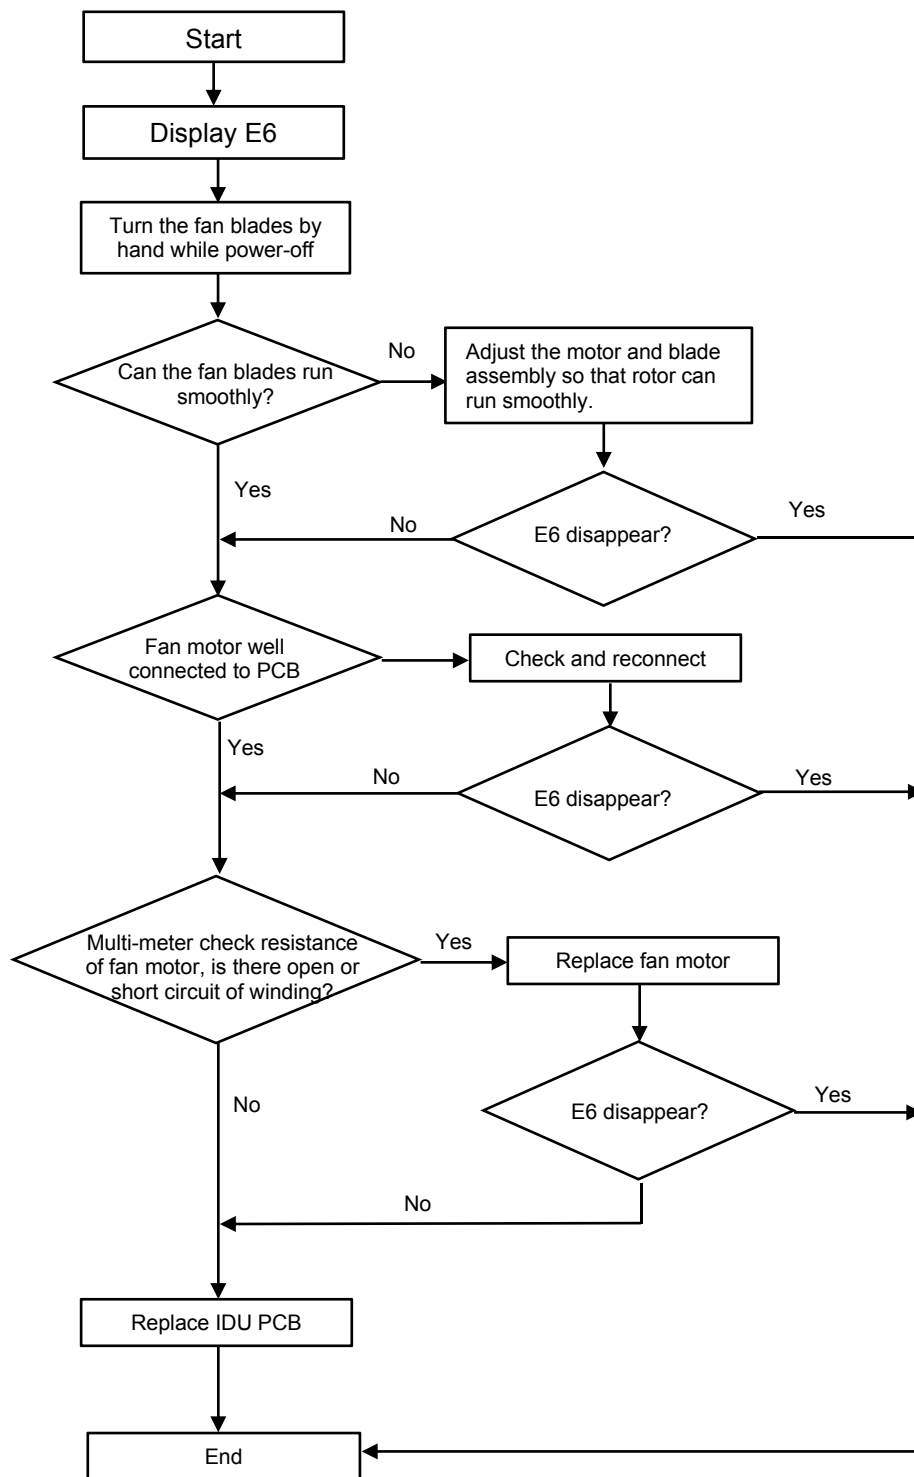 Start
Display E6
Turn the fan blades by
hand while power-off
Can the fan blades run
smoothly?
No
Adjust the motor and blade
assembly so that rotor can
run smoothly.
Yes
No
E6 disappear?
Yes
Fan motor well
connected to PCB
Check and reconnect
Yes
No
E6 disappear?
Yes
Multi-meter check resistance
of fan motor, is there open or
short circuit of winding?
Yes
Replace fan motor
No
E6 disappear?
Yes
No
Replace IDU PCB
End